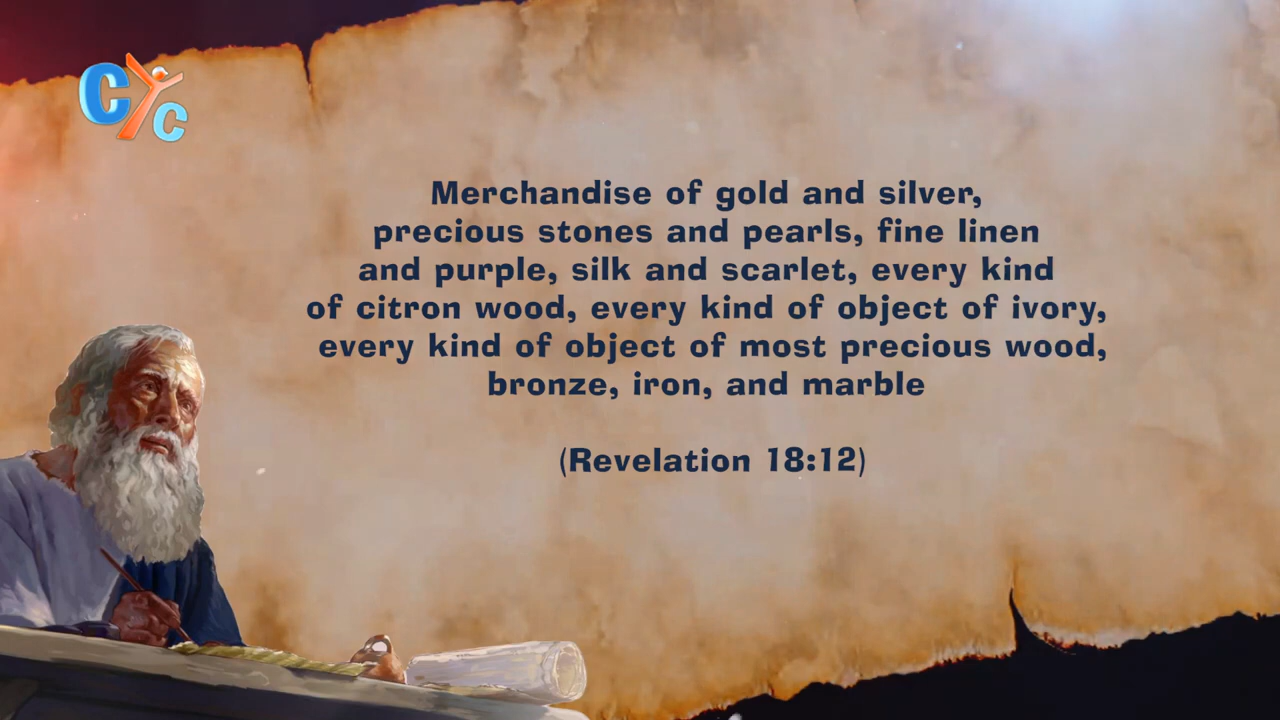 CYC
Merchandise of gold and silver,
precious stones and pearls, fine linen
and purple, silk and scarlet, every kind
of citron wood, every kind of object of ivory,
every kind of object of most precious wood,
bronze, iron, and marble
(Revelation 18:12)